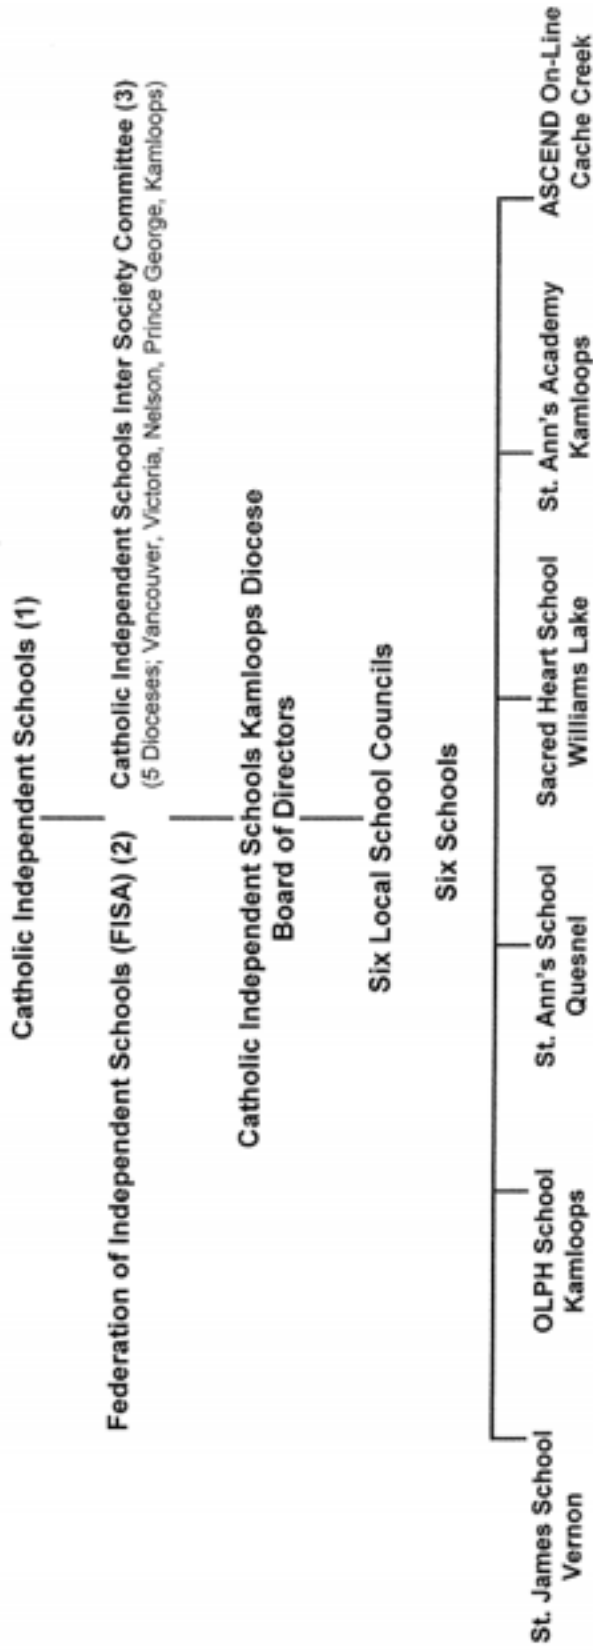 Catholic Independent Schools (1)
Federation of Independent Schools (FISA) (2)
Catholic Independent Schools Inter Society Committee (3)
(5 Dioceses; Vancouver, Victoria, Nelson, Prince George, Kamloops)
Catholic Independent Schools Kamloops Diocese
Board of Directors
Six Local School Councils
Six Schools
St. James School
Vernon
OLPH School
Kamloops
St. Ann's School
Quesnel
Sacred Heart School
Williams Lake
St. Ann's Academy
Kamloops
ASCEND On-Line
Cache Creek